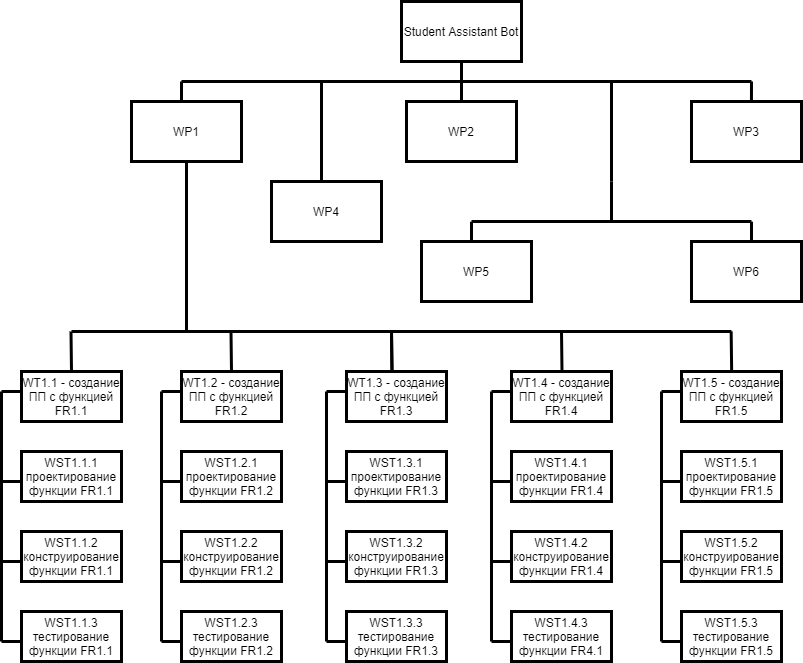 Student Assistant Bot
WP1
WP2
WP3
WP4
WP5
WP6
WT1.1 - создание
ПП с функцией
FR1.1
WT1.2 - создание
ПП с функцией
FR1.2
WT1.3 - создание
ПП с функцией
FR1.3
WT1.4 - создание
ПП с функцией
FR1.4
WT1.5 - создание
ПП с функцией
FR1.5
WST1.1.1
проектирование
функции FR1.1
WST1.2.1
проектирование
функции FR1.2
WST1.3.1
проектирование
функции FR1.3
WST1.4.1
проектирование
функции FR1.4
WST1.5.1
проектирование
функции FR1.5
WST1.1.2
конструирование
функции FR1.1
WST1.2.2
конструирование
функции FR1.2
WST1.3.2
конструирование
функции FR1.3
WST1.4.2
конструирование
функции FR1.4
WST1.5.2
конструирование
функции FR1.5
WST1.1.3
тестирование
функции FR1.1
WST1.2.3
тестирование
функции FR1.2
WST1.3.3
тестирование
функции FR1.3
WST1.4.3
тестирование
функции FR4.1
WST1.5.3
тестирование
функции FR1.5